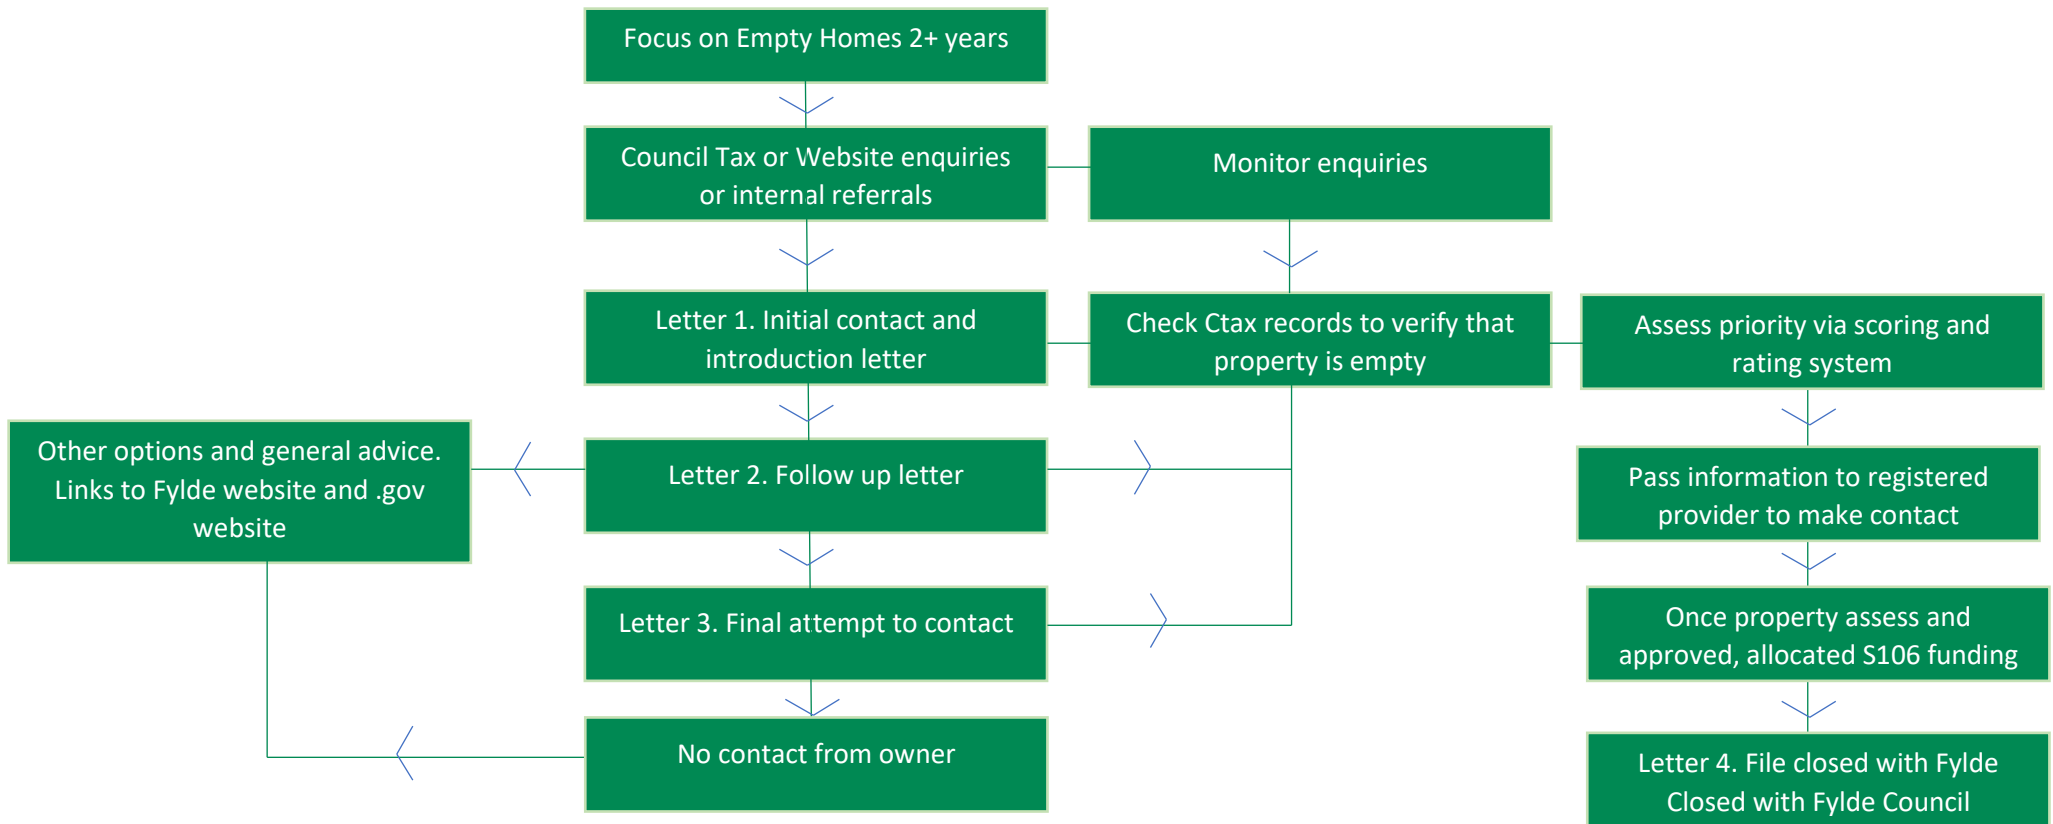 Focus on Empty Homes 2+ years
Council Tax or Website enquiries
or internal referrals
Monitor enquiries
Letter 1. Initial contact and
introduction letter
Check Ctax records to verify that
property is empty
Assess priority via scoring and
rating system
Other options and general advice.
Links to Fylde website and .gov
website
Letter 2. Follow up letter
Pass information to registered
provider to make contact
Letter 3. Final attempt to contact
Once property assess and
approved, allocated S106 funding
No contact from owner
Letter 4. File closed with Fylde
Closed with Fylde Council